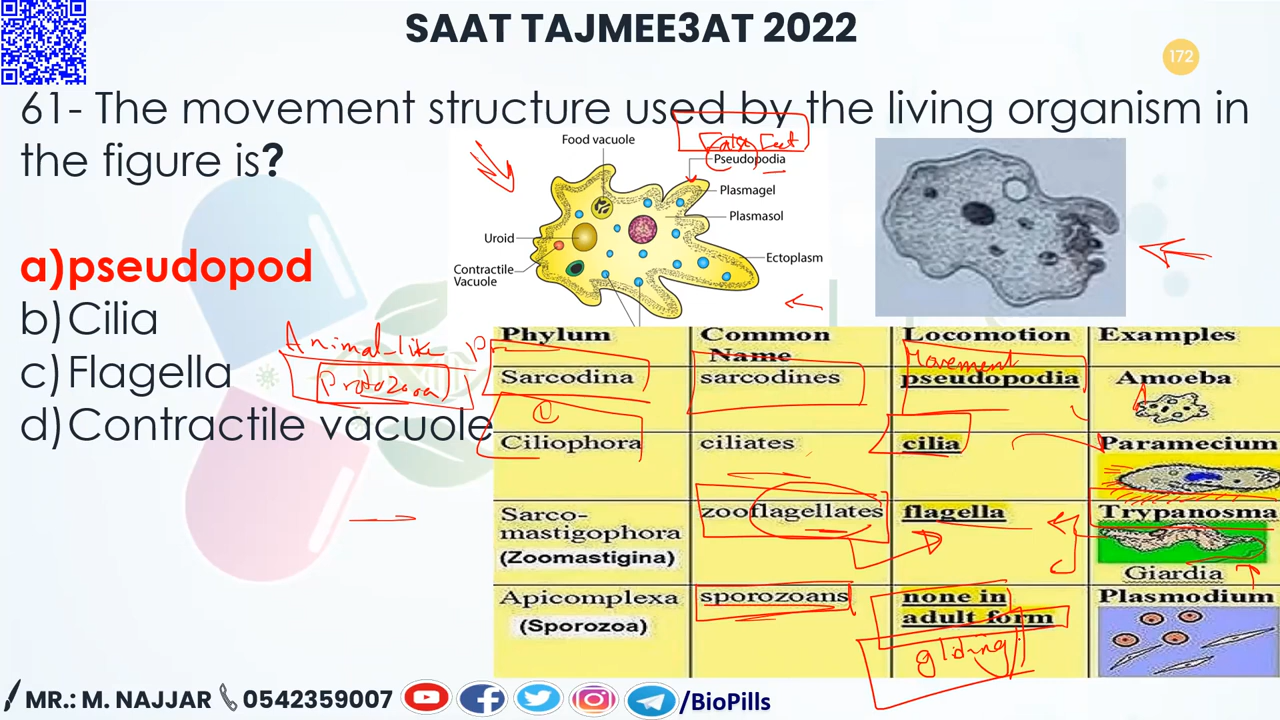 SAAT TAJMEE3AT 2022
172
61- The movement structure used by the living organism in
the figure is?
a)pseudopod
b)Cilia
c)Flagella
d)Contractile vacuole
False Feet
Food vacuole
Pseudopodia
Plasmagel
Plasmasol
Uroid
Ectoplasm
Contractile
Vacuole
Animal-like
Protozoa
Phylum Common Name Locomotion Examples
Movement
Sarcodina sarcodines pseudopodia Amoeba
1
Ciliophora ciliates cilia Paramecium
Sarco-
mastigophora
(Zoomastigina) zooflagellates flagella Trypanosma
Giardia
Apicomplexa
(Sporozoa) sporozoans none in
adult form Plasmodium
gliding
MR.: M. NAJJAR 0542359007 /BioPills